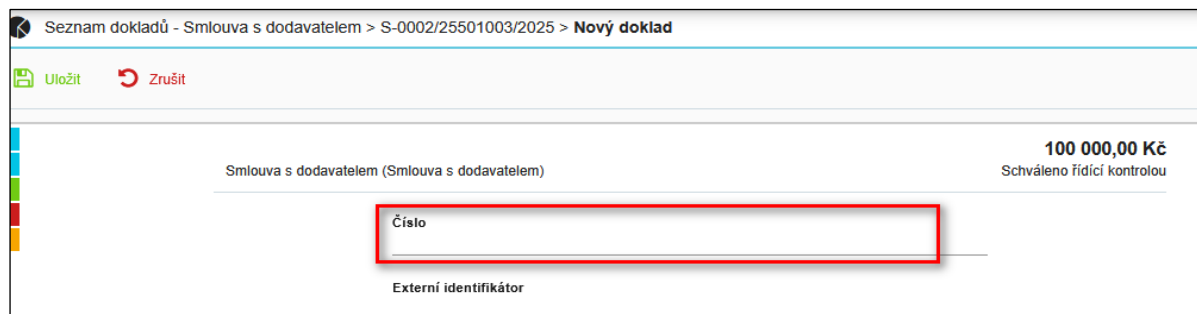 Seznam dokladů - Smlouva s dodavatelem > S-0002/25501003/2025 > Nový doklad
Uložit Zrušit
100 000,00 Kč
Smlouva s dodavatelem (Smlouva s dodavatelem) Schváleno řídící kontrolou
Číslo
Externí identifikátor